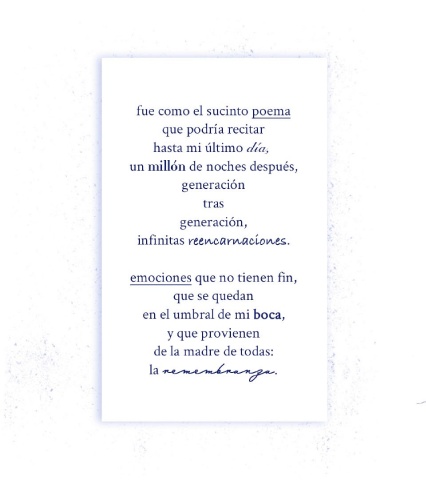 fue como el sucinto poema
que podría recitar
hasta mi último día,
un millón de noches después,
generación
tras
generación,
infinitas reencarnaciones.
emociones que no tienen fin,
que se quedan
en el umbral de mi boca,
y que provienen
de la madre de todas:
la remembranza.